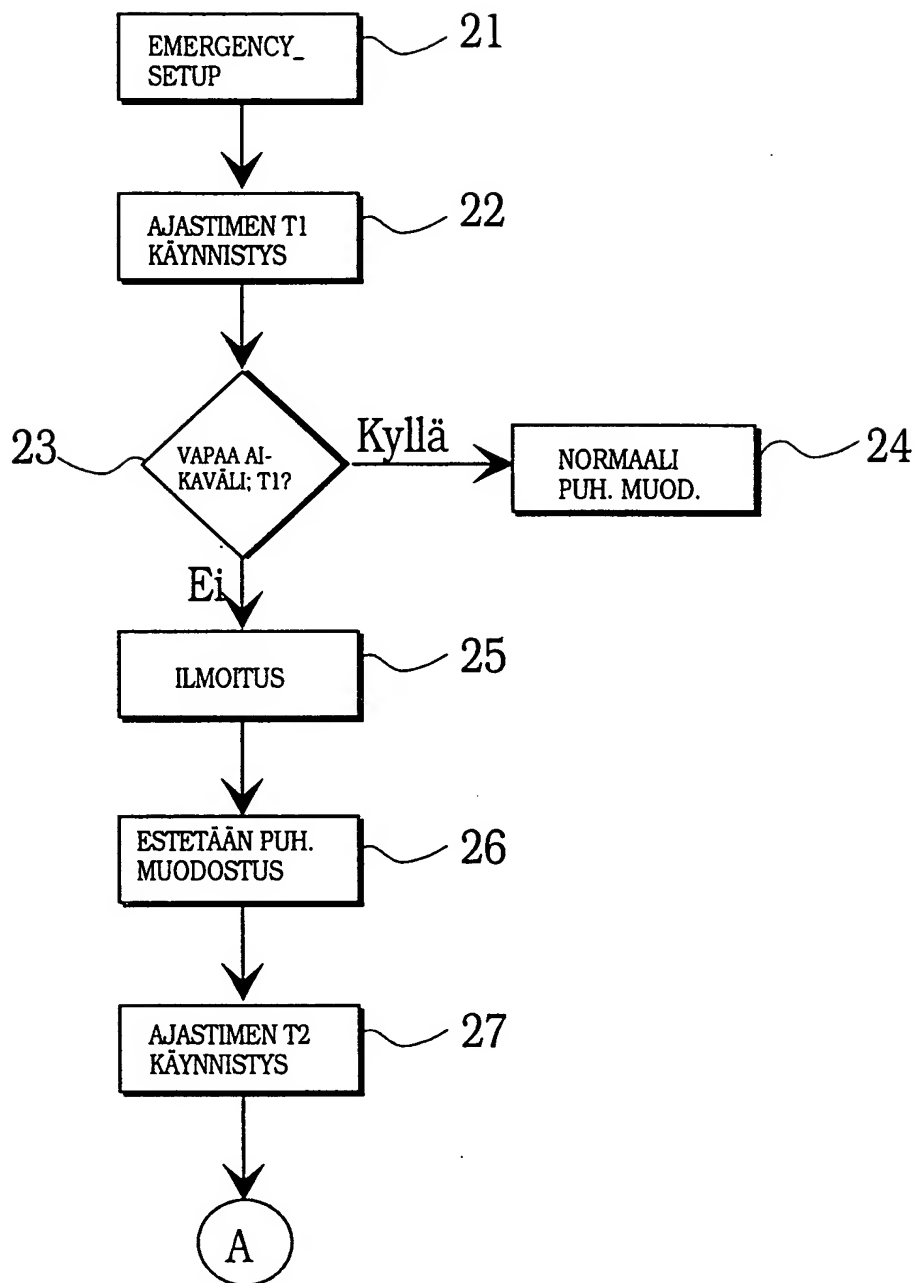 EMERGENCY_
SETUP
21
AJASTIMEN T1
KÄYNNISTYS
22
23
VAPAA AI-
KAVÄLI; T1?
Kyllä
NORMAALI
PUH. MUOD.
24
Ei
ILMOITUS
25
ESTETÄÄN PUH.
MUODOSTUS
26
AJASTIMEN T2
KÄYNNISTYS
27
A